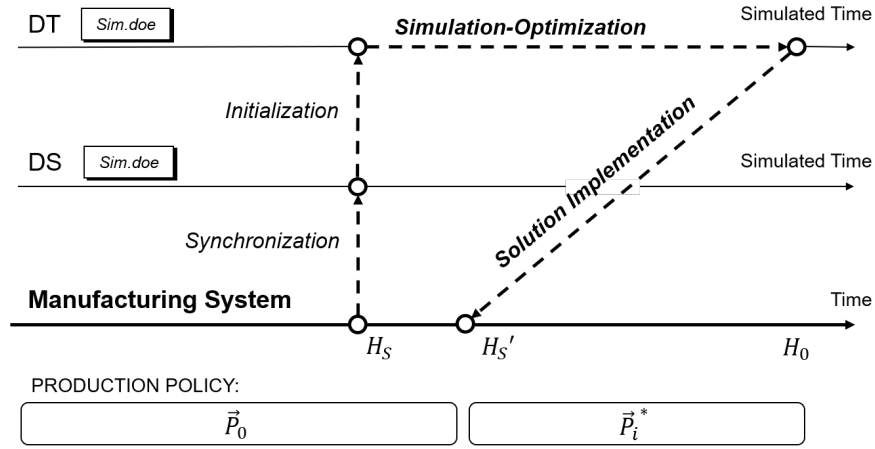 DT
Sim.doe
Simulation-Optimization
Simulated Time
Initialization
Solution Implementation
DS
Sim.doe
Simulated Time
Synchronization
Manufacturing System
Time
H_S
H_S'
H_0
PRODUCTION POLICY:
P⃗_0
P⃗_i^*